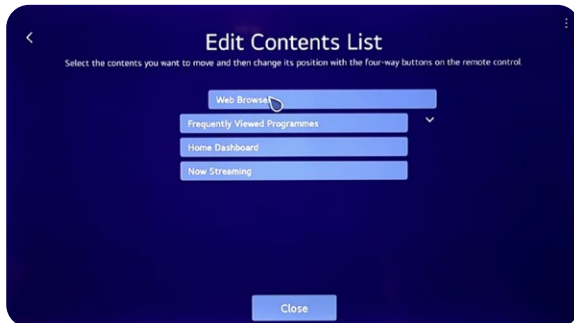 Edit Contents List
Select the contents you want to move and then change its position with the four-way buttons on the remote control.
Web Browser
Frequently Viewed Programmes
Home Dashboard
Now Streaming
Close